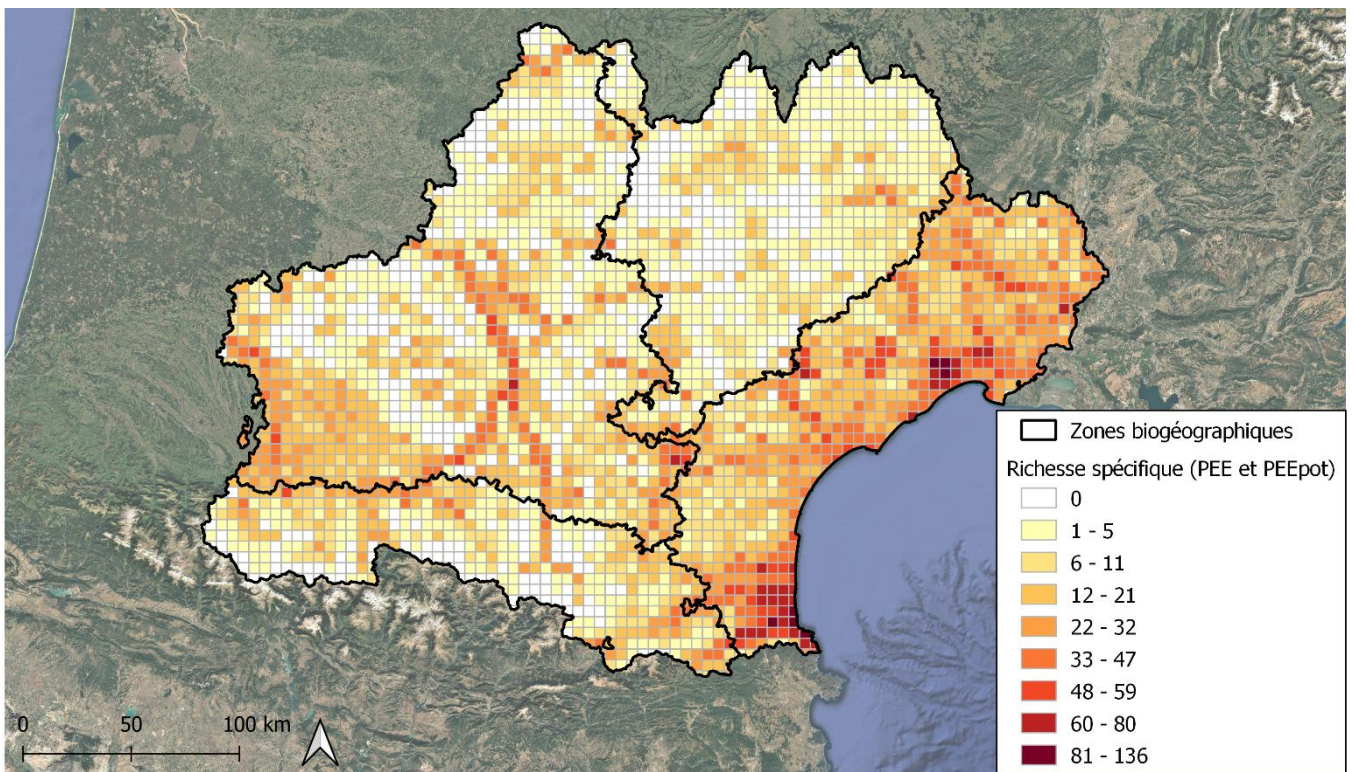 Zones biogéographiques
Richesse spécifique (PEE et PEEpot)
0
1 - 5
6 - 11
12 - 21
22 - 32
33 - 47
48 - 59
60 - 80
81 - 136
0 50 100 km